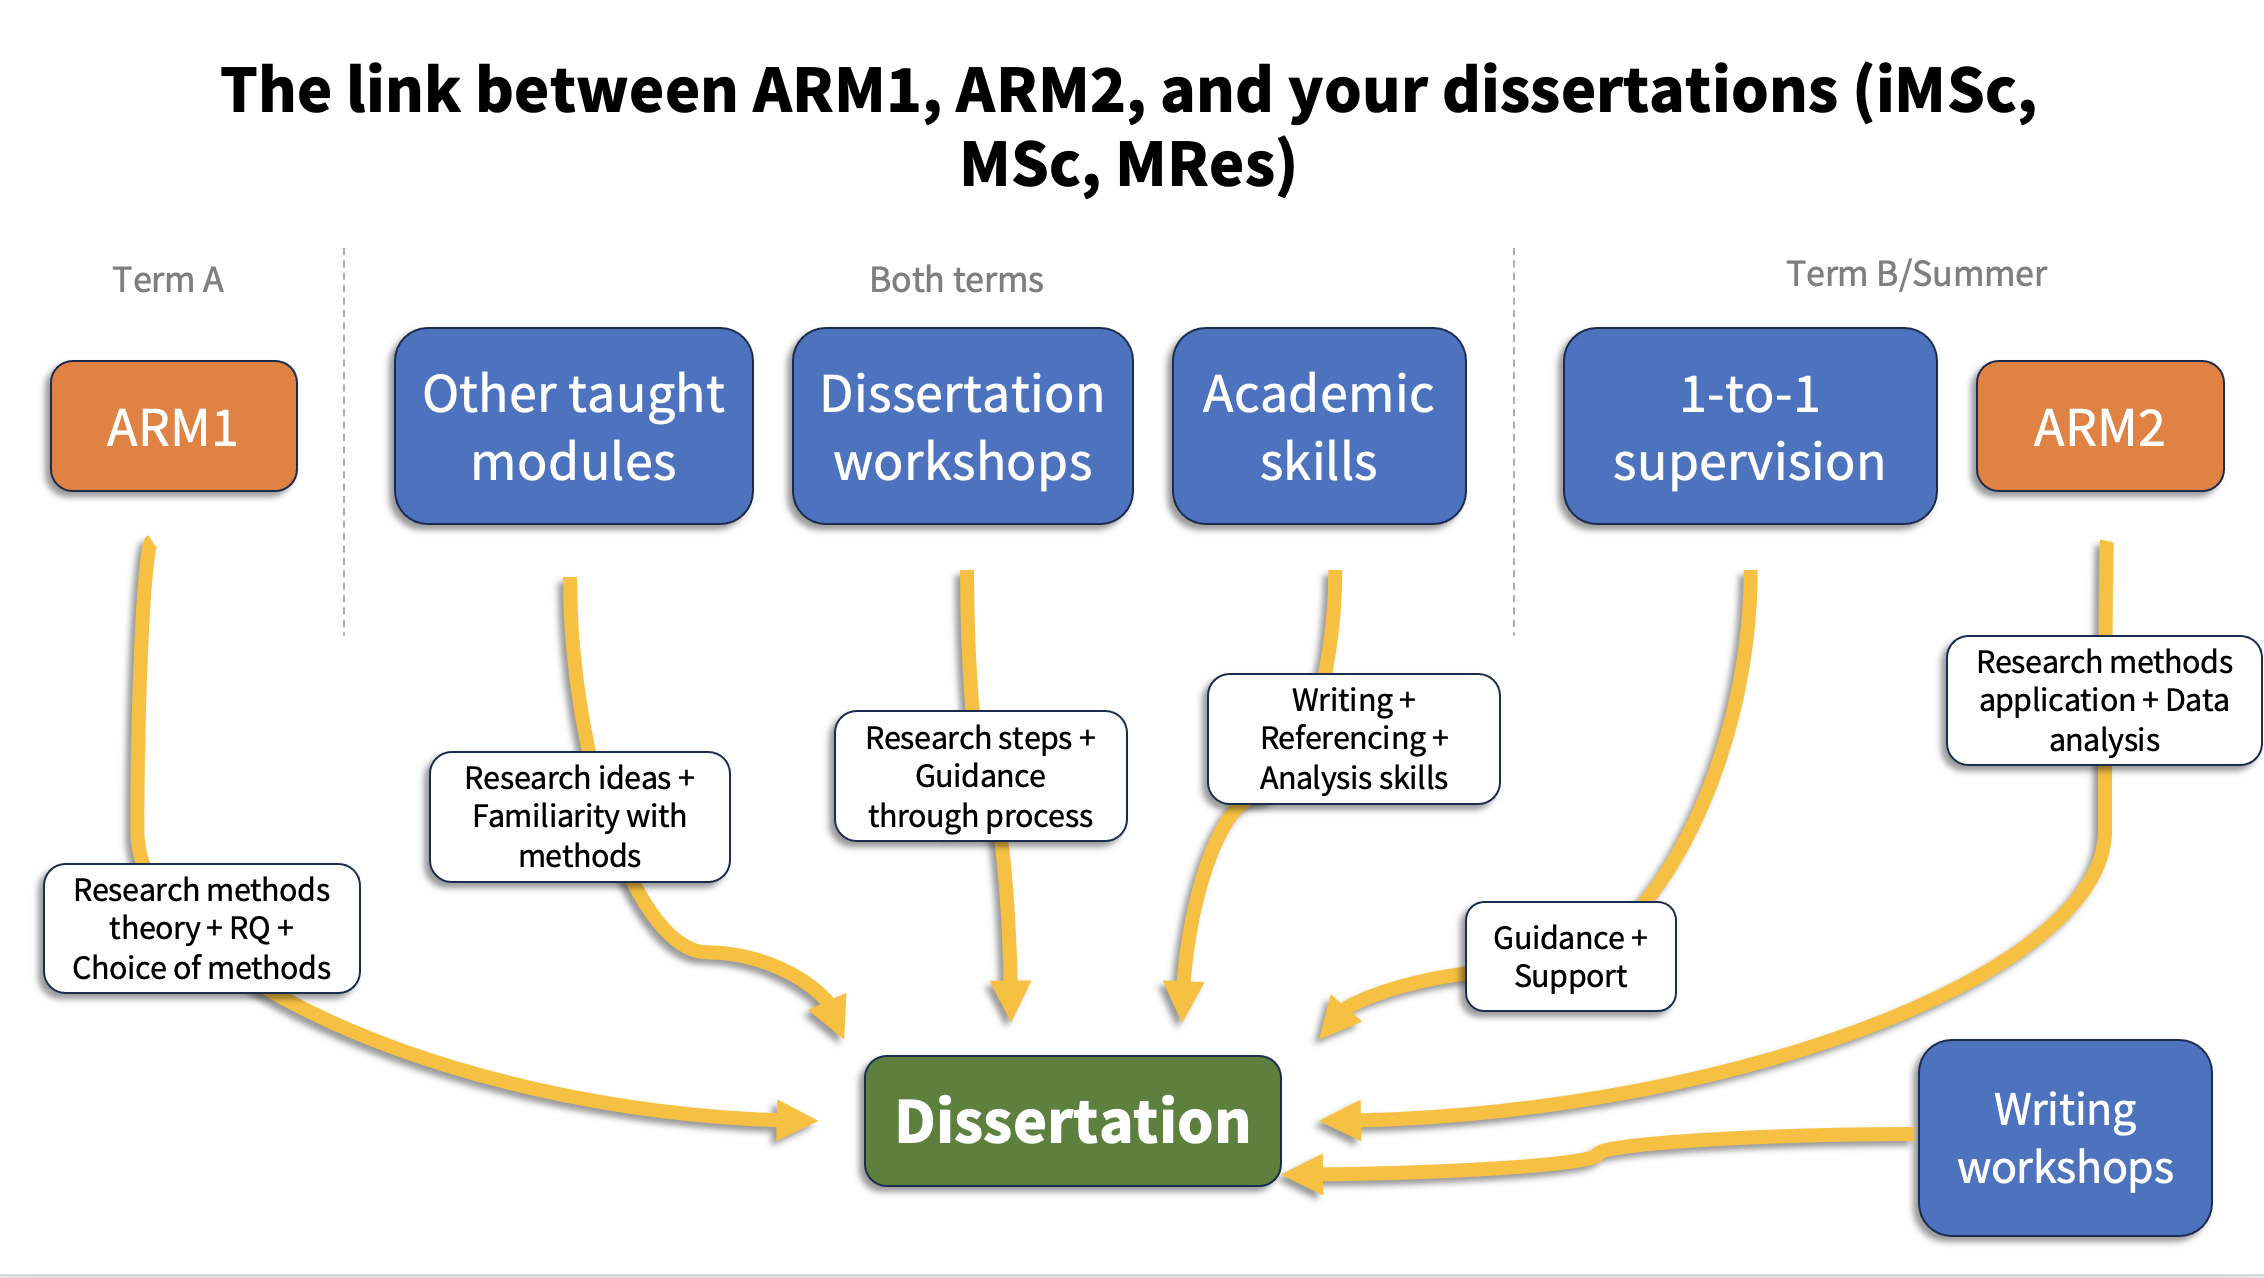 The link between ARM1, ARM2, and your dissertations (iMSc,
MSc, MRes)
Term A
Both terms
Term B/Summer
ARM1
Other taught
modules
Dissertation
workshops
Academic
skills
1-to-1
supervision
ARM2
Research methods
theory + RQ +
Choice of methods
Research ideas +
Familiarity with
methods
Research steps +
Guidance
through process
Writing +
Referencing +
Analysis skills
Guidance +
Support
Research methods
application + Data
analysis
Dissertation
Writing
workshops